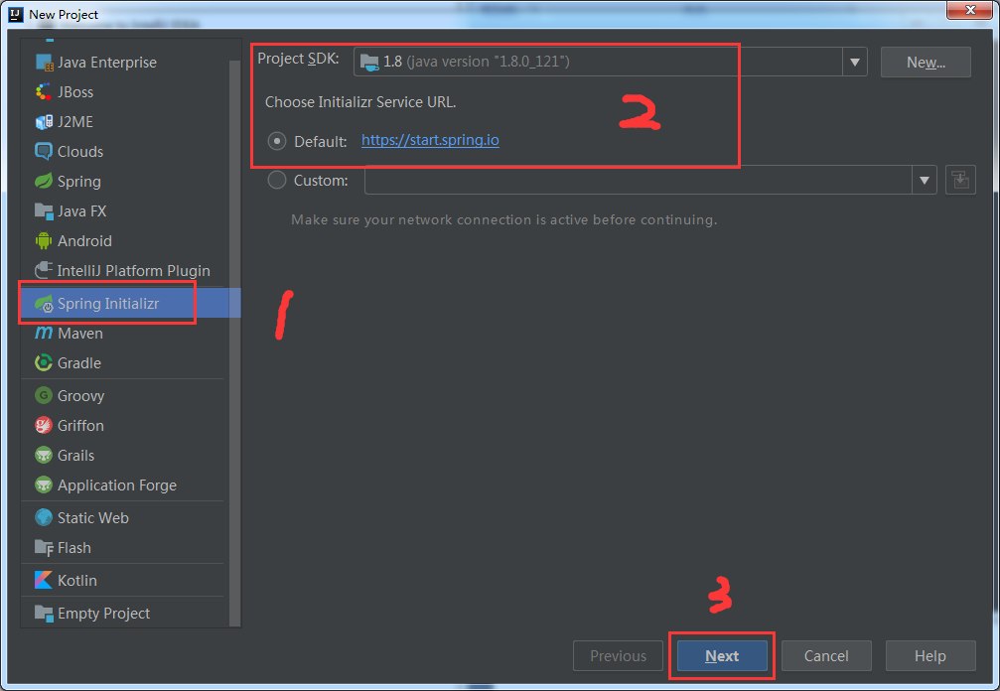 New Project
Java Enterprise
JBoss
J2ME
Clouds
Spring
Java FX
Android
IntelliJ Platform Plugin
Spring Initializr
Maven
Gradle
Groovy
Griffon
Grails
Application Forge
Static Web
Flash
Kotlin
Empty Project
1
Project SDK: 1.8 (java version "1.8.0_121") New...
Choose Initializr Service URL.
2
Default: https://start.spring.io
Custom:
Make sure your network connection is active before continuing.
3
Previous Next Cancel Help